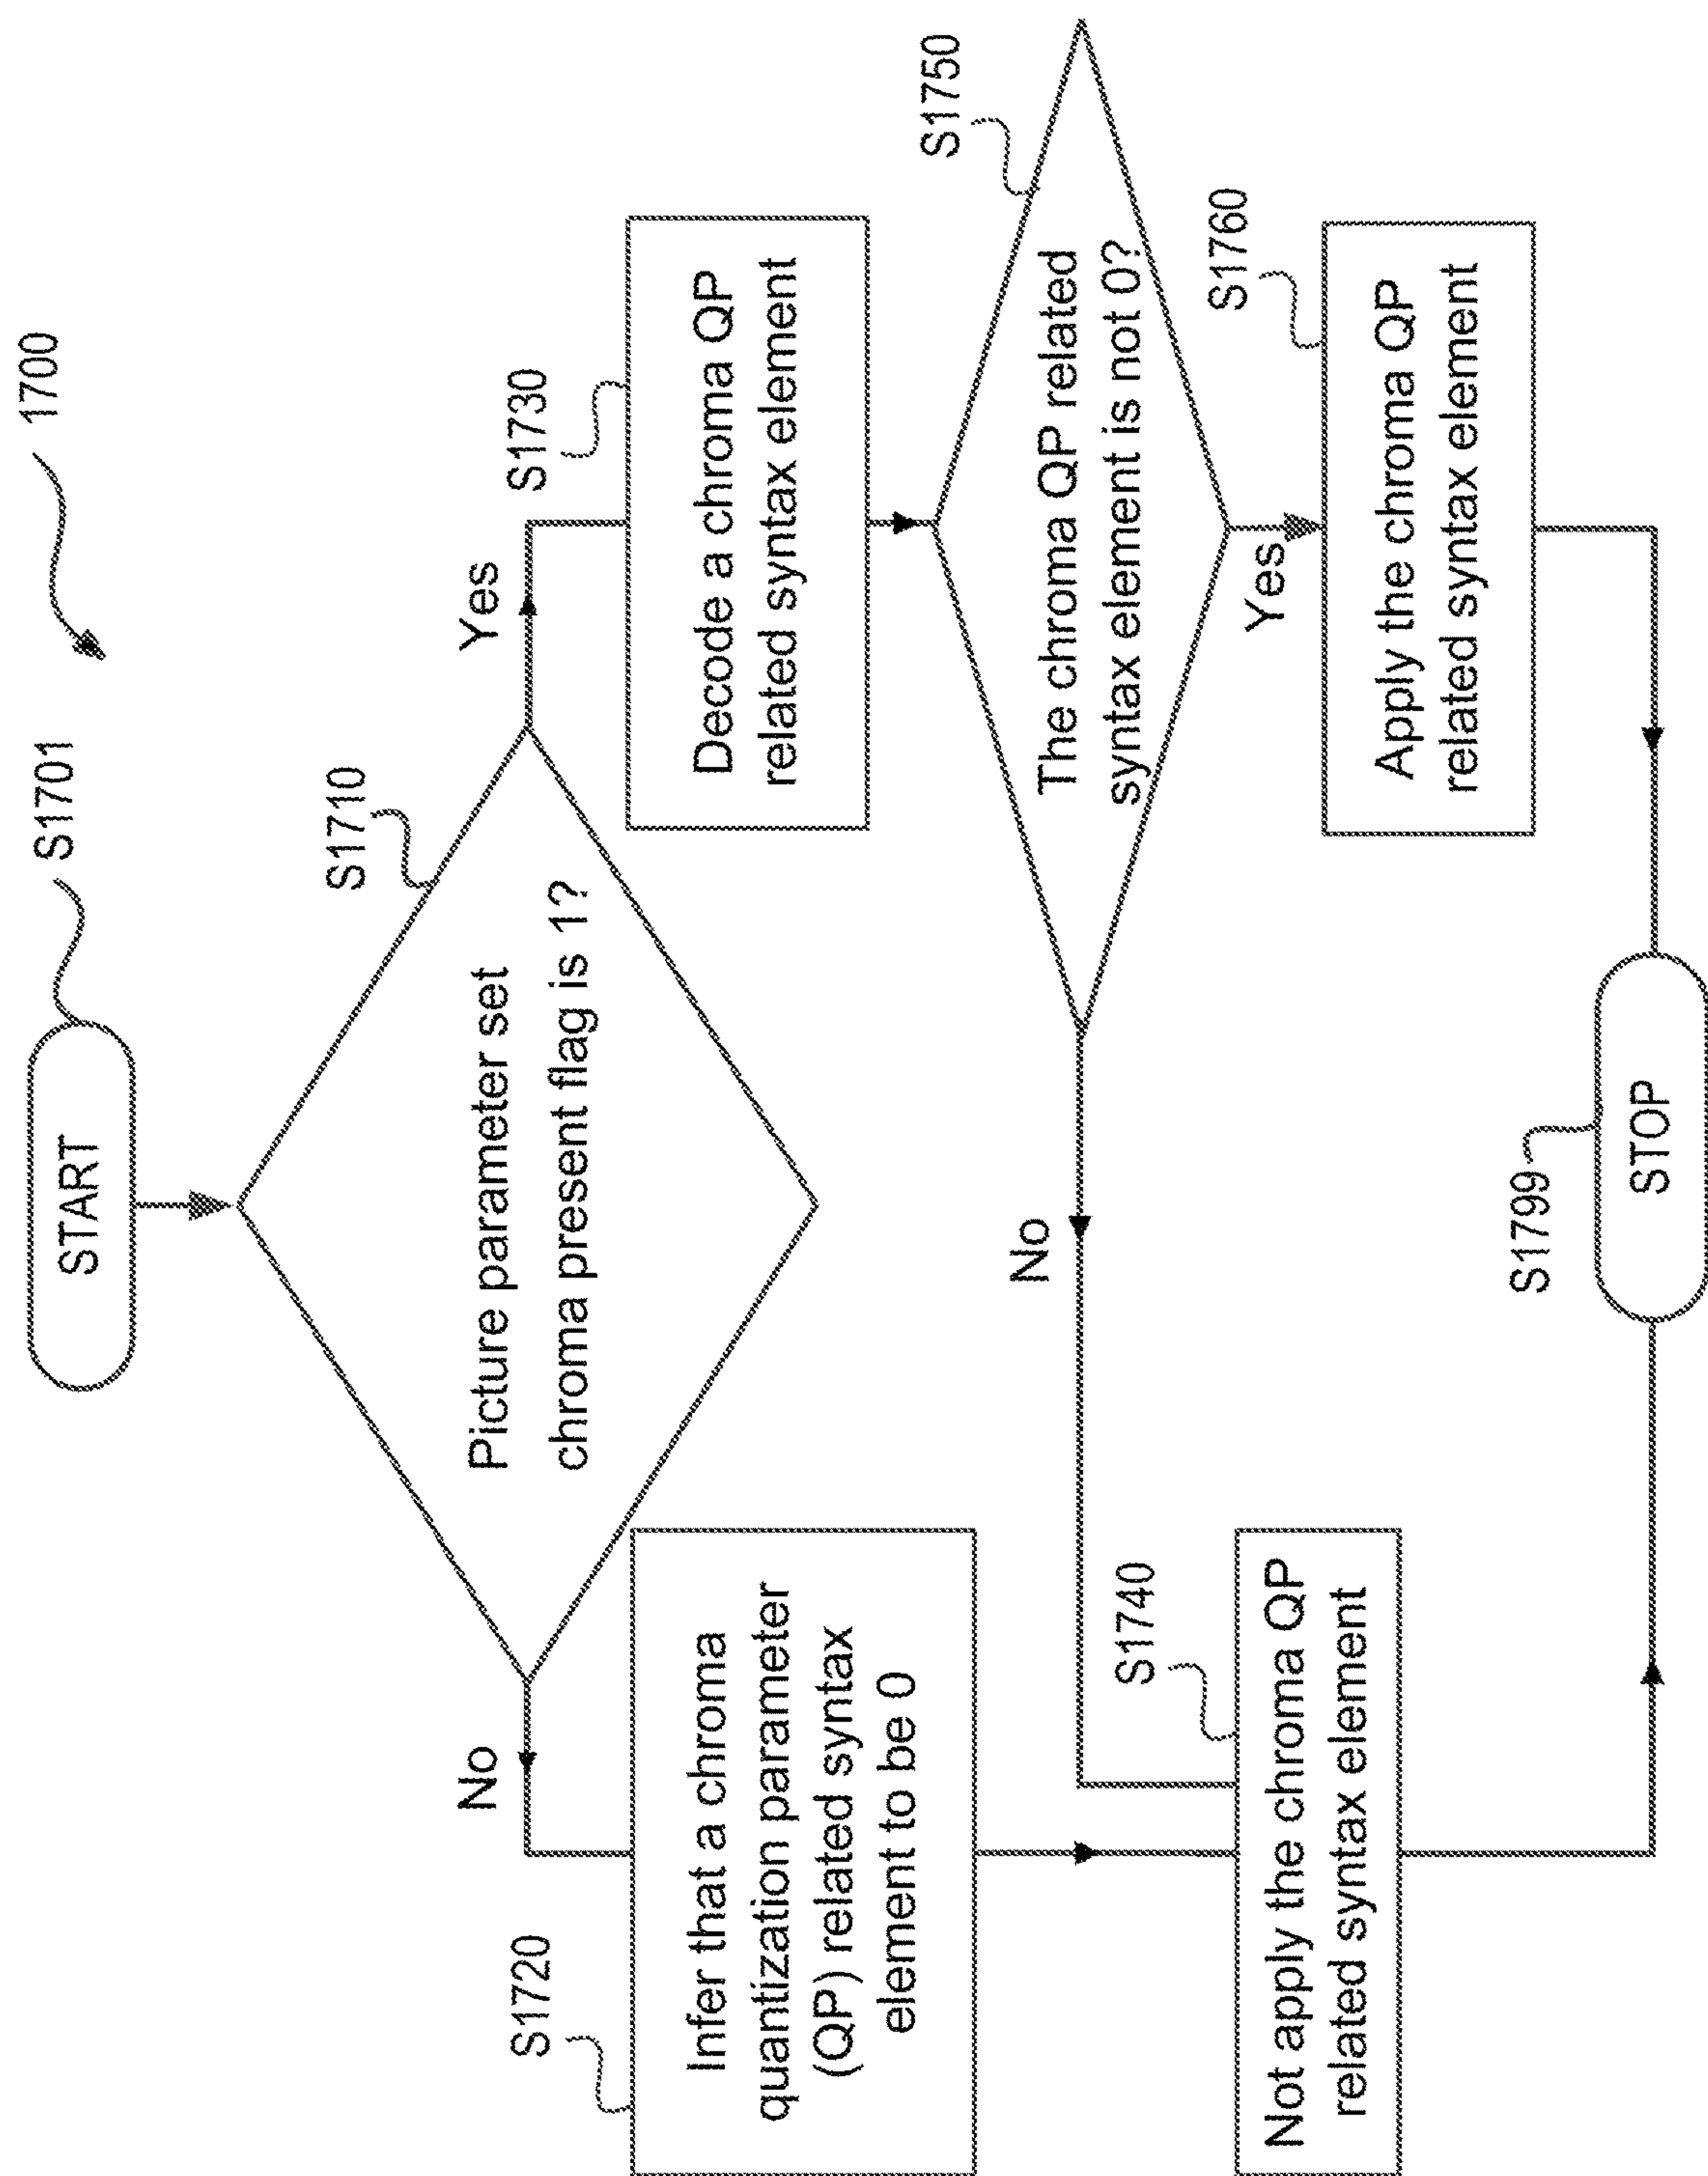 1700
START
S1701
S1710
Picture parameter set
chroma present flag is 1?
No
Yes
S1720
Infer that a chroma
quantization parameter
(QP) related syntax
element to be 0
S1730
Decode a chroma QP
related syntax element
No
S1750
The chroma QP related
syntax element is not 0?
Yes
S1740
Not apply the chroma QP
related syntax element
S1760
Apply the chroma QP
related syntax element
S1799
STOP